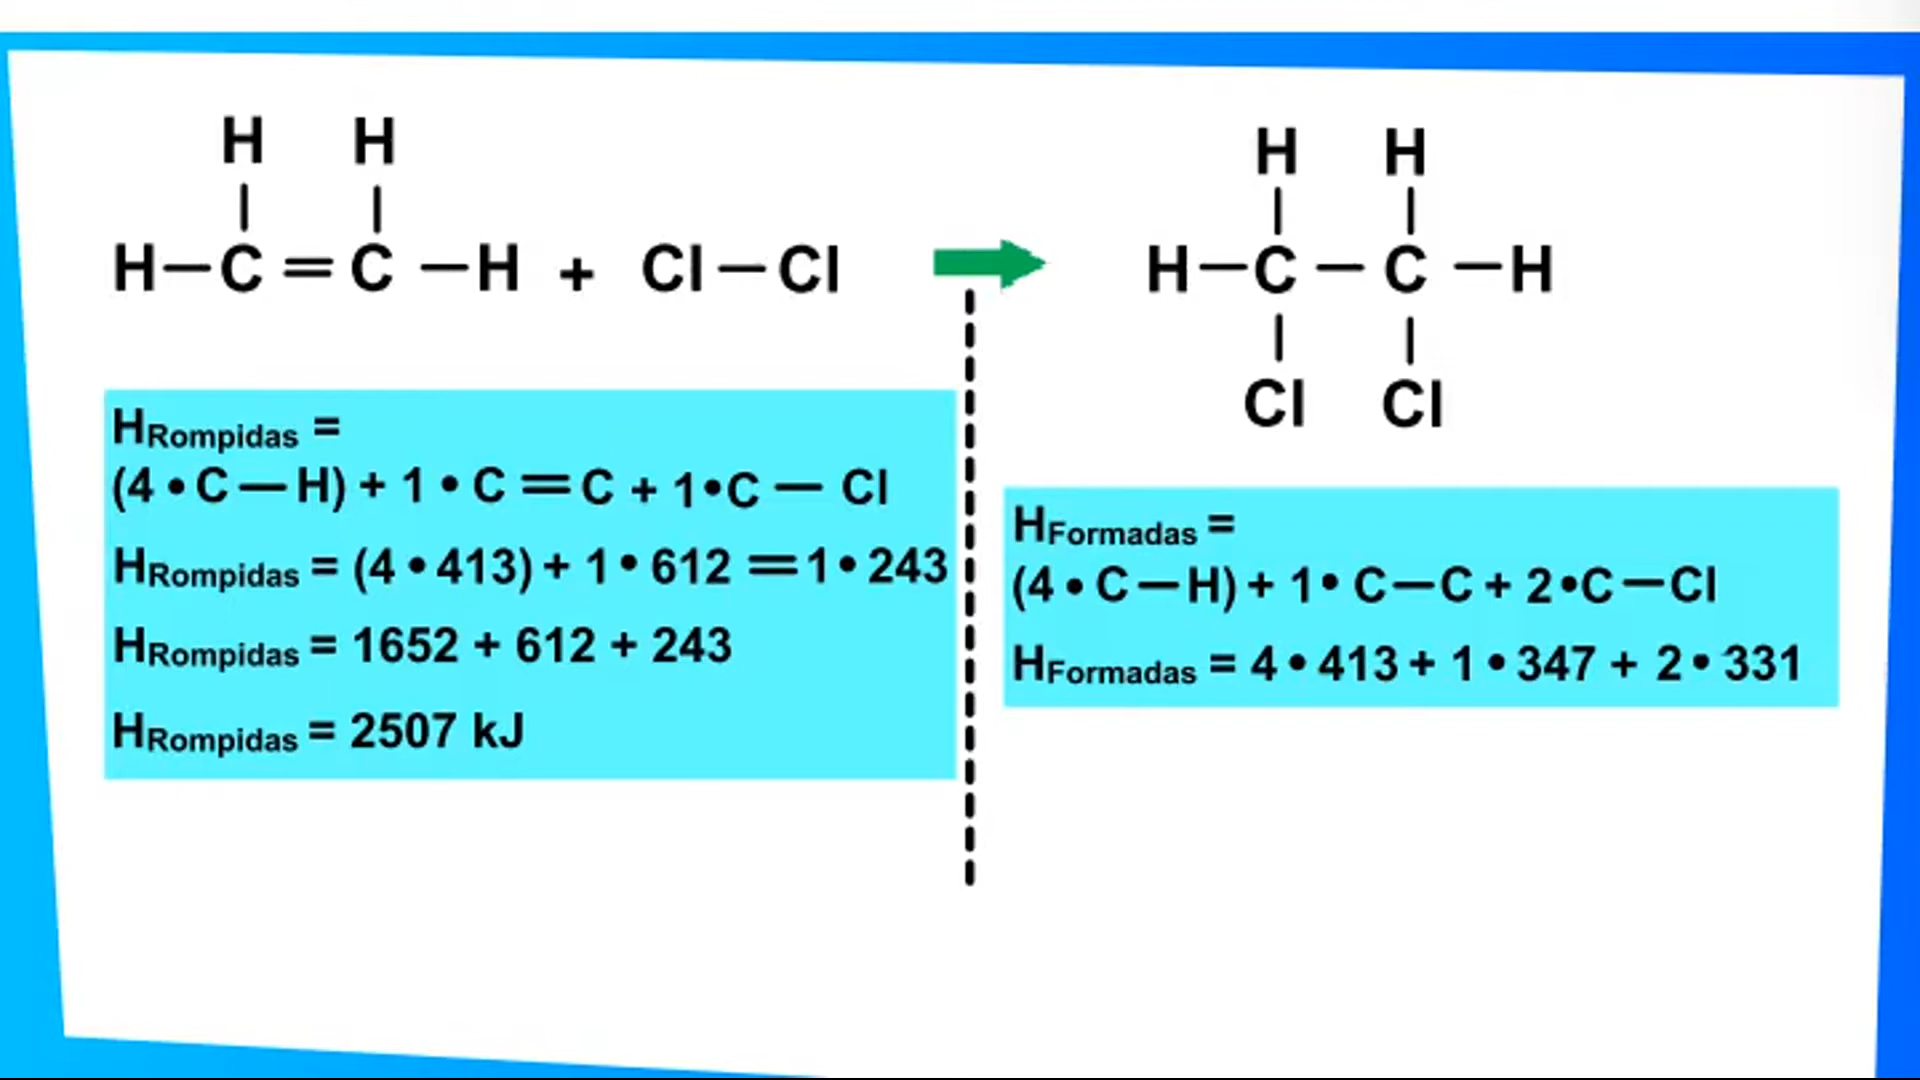 H H
H—C=C—H + Cl—Cl
H H
H—C—C—H
Cl Cl
HRompidas =
(4 • C — H) + 1 • C = C + 1•C — Cl
HRompidas = (4 • 413) + 1 • 612 = 1 • 243
HRompidas = 1652 + 612 + 243
HRompidas = 2507 kJ
HFormadas =
(4 • C — H) + 1• C — C + 2•C — Cl
HFormadas = 4 • 413 + 1 • 347 + 2 • 331